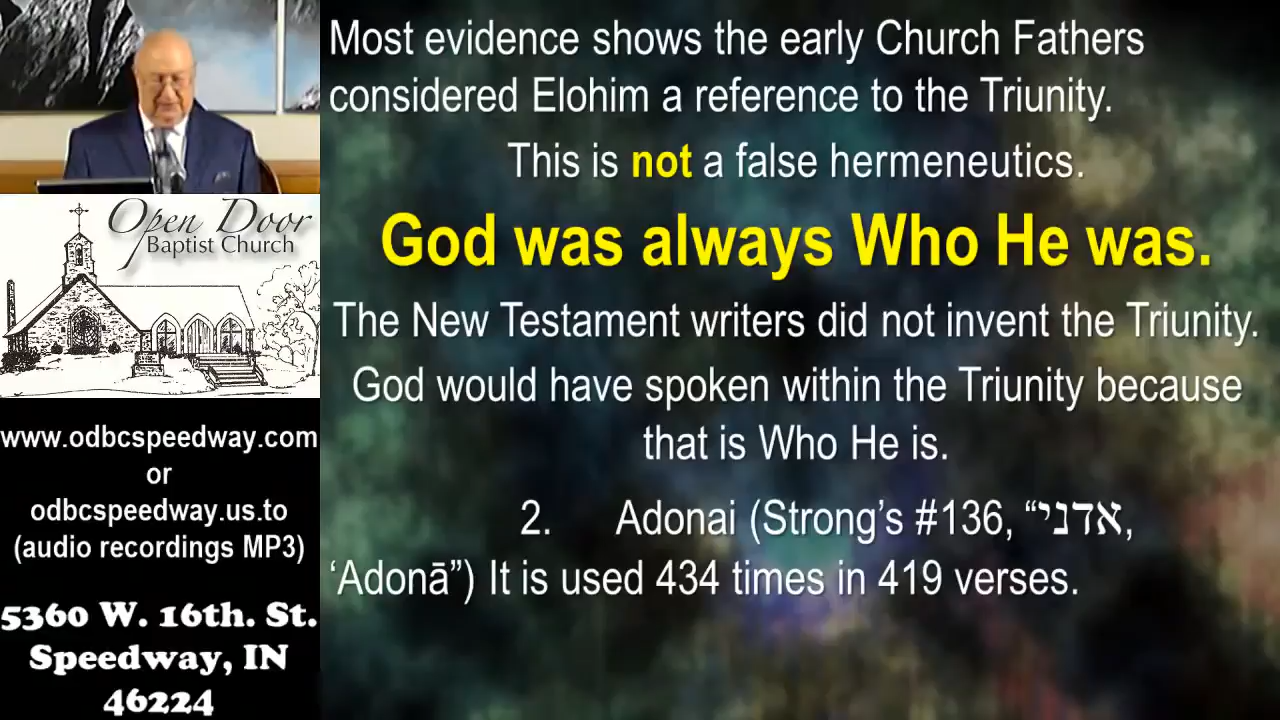 Most evidence shows the early Church Fathers
considered Elohim a reference to the Triunity.
This is not a false hermeneutics.
God was always Who He was.
The New Testament writers did not invent the Triunity.
God would have spoken within the Triunity because
that is Who He is.
2. Adonai (Strong's #136, “אדני,
‘Adonā”) It is used 434 times in 419 verses.
Open Door
Baptist Church
www.odbcspeedway.com
or
odbcspeedway.us.to
(audio recordings MP3)
5360 W. 16th. St.
Speedway, IN
46224